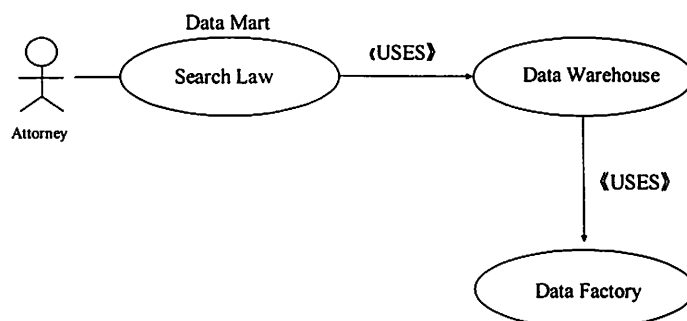 Data Mart
Search Law
《USES》
Data Warehouse
Attorney
《USES》
Data Factory